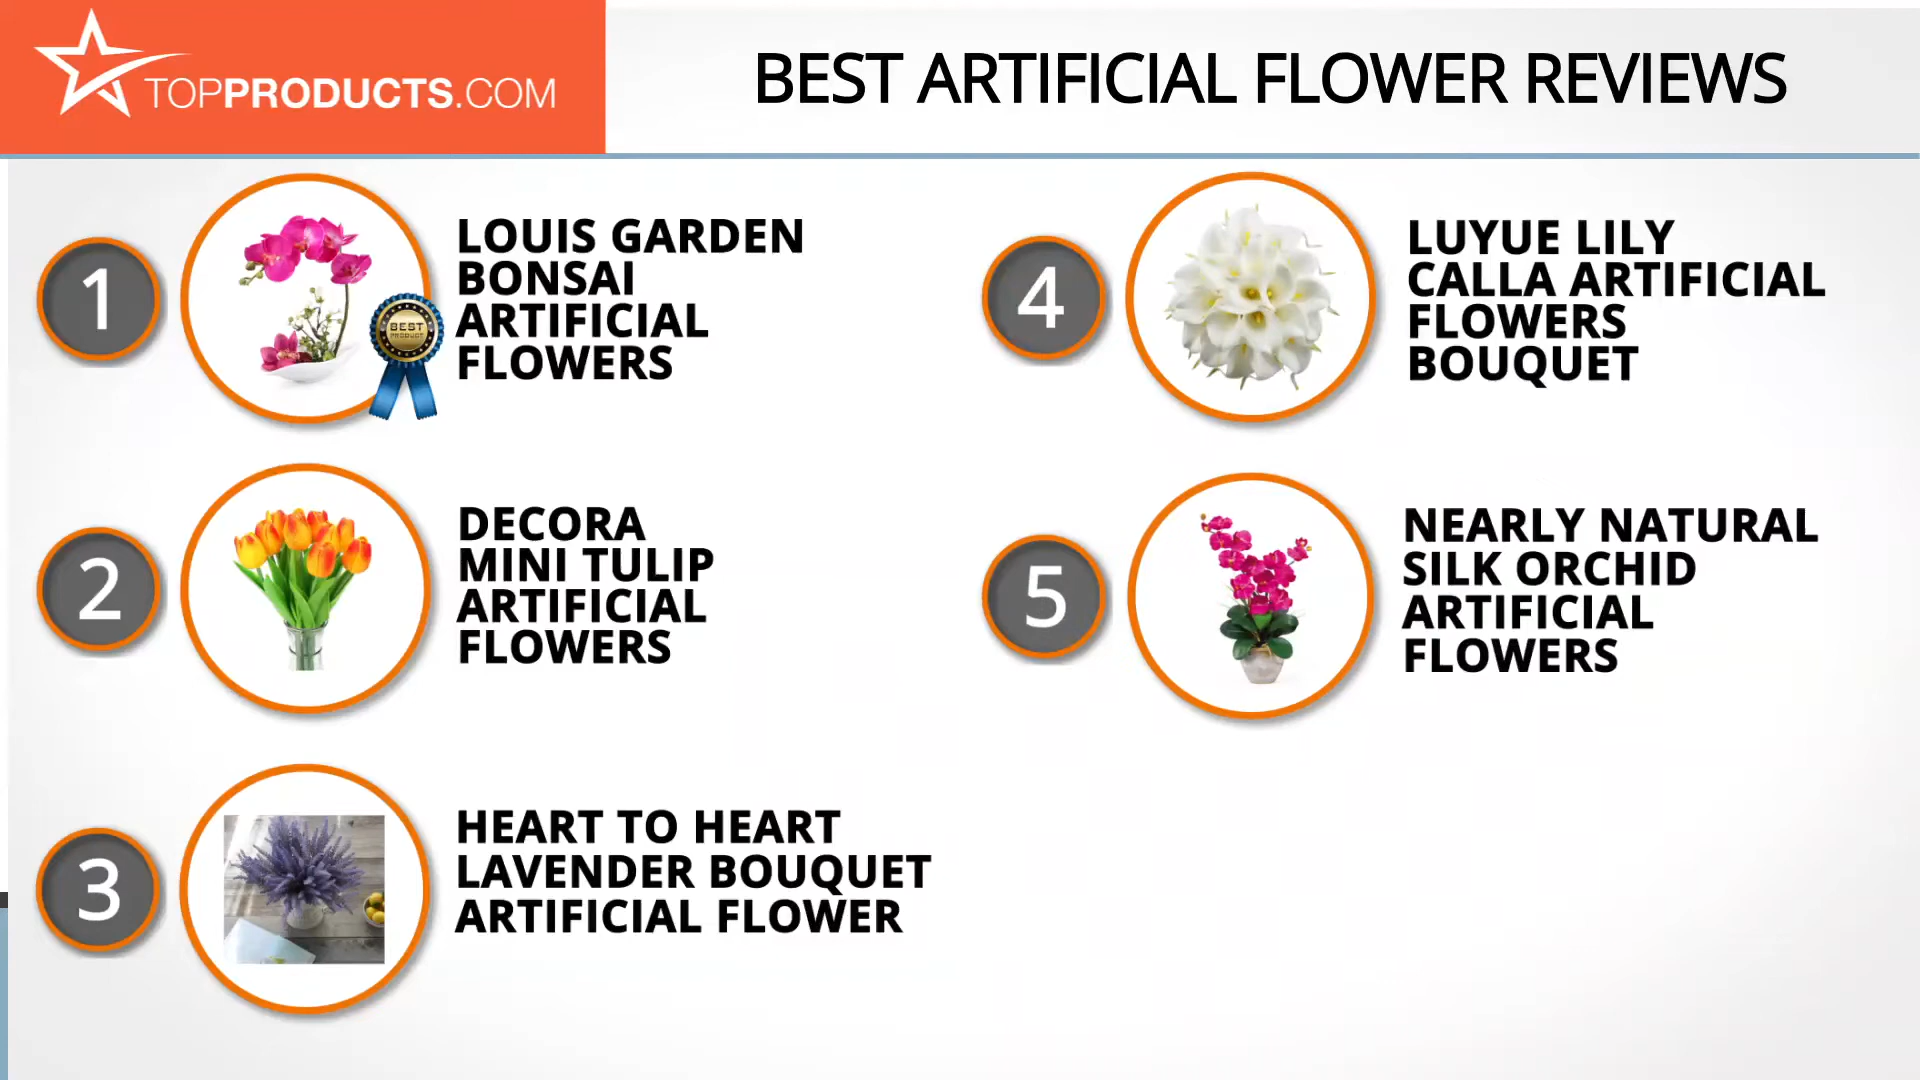 TOPPRODUCTS.COM
BEST ARTIFICIAL FLOWER REVIEWS
1
LOUIS GARDEN
BONSAI
ARTIFICIAL
FLOWERS
BEST
PRODUCT
2
DECORA
MINI TULIP
ARTIFICIAL
FLOWERS
3
HEART TO HEART
LAVENDER BOUQUET
ARTIFICIAL FLOWER
4
LUYUE LILY
CALLA ARTIFICIAL
FLOWERS
BOUQUET
5
NEARLY NATURAL
SILK ORCHID
ARTIFICIAL
FLOWERS